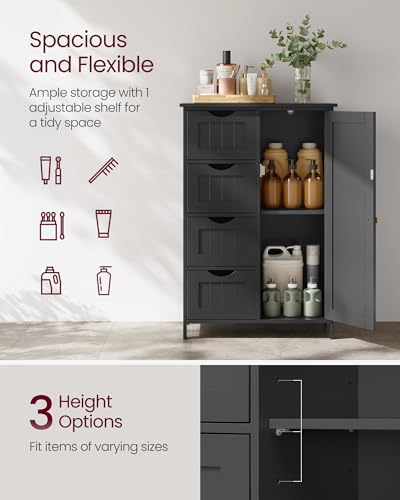 Spacious
and Flexible
Ample storage with 1
adjustable shelf for
a tidy space
3 Height
Options
Fit items of varying sizes